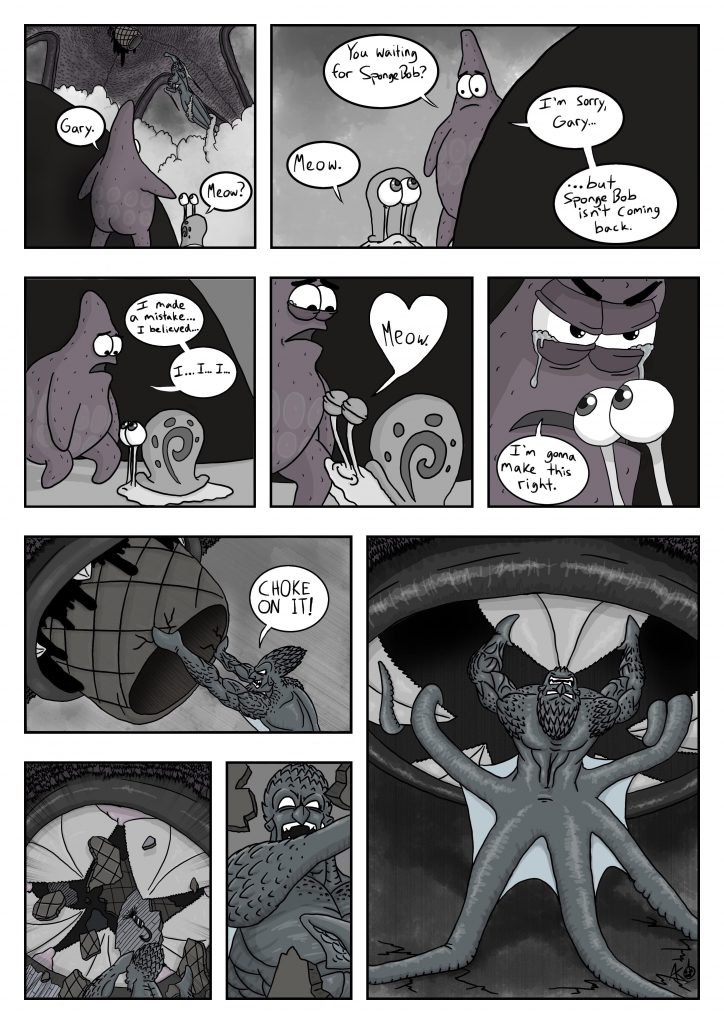 Gary.
Meow?
You waiting
for SpongeBob?
Meow.
I'm sorry,
Gary...
...but
SpongeBob
isn't coming
back.
I made
a mistake...
I believed...
I... I... I...
Meow.
I'm gonna
make this
right.
CHOKE
ON IT!